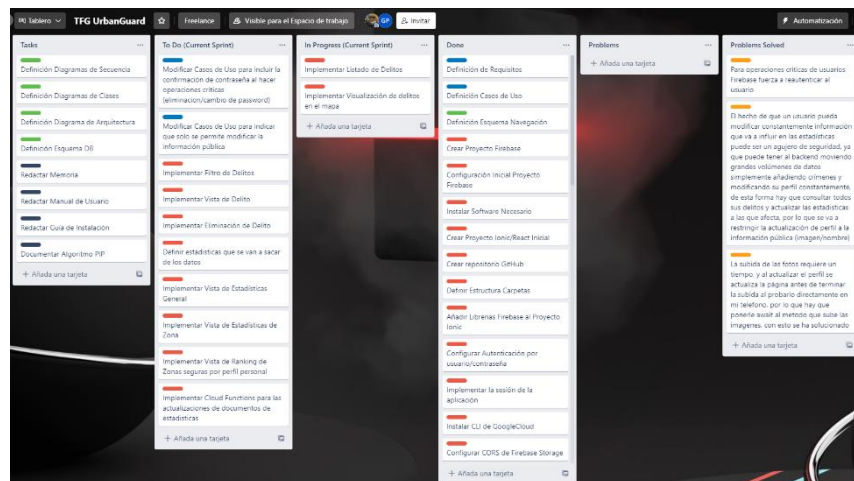 Tablero
TFG UrbanGuard
Freelance
Visible para el Espacio de trabajo
GP
Invitar
Automatización
Tasks
Definición Diagramas de Secuencia
Definición Diagramas de Clases
Definición Diagrama de Arquitectura
Definición Esquema DB
Redactar Memoria
Redactar Manual de Usuario
Redactar Guía de Instalación
Documentar Algoritmo PIP
+ Añada una tarjeta
To Do (Current Sprint)
Modificar Casos de Uso para incluir la
confirmación de contraseña al hacer
operaciones críticas
(eliminacion/cambio de password)
Modificar Casos de Uso para indicar
que solo se permite modificar la
información pública
Implementar Filtro de Delitos
Implementar Vista de Delito
Implementar Eliminación de Delito
Definir estadísticas que se van a sacar
de los datos
Implementar Vista de Estadísticas
General
Implementar Vista de Estadísticas de
Zona
Implementar Vista de Ranking de
Zonas seguras por perfil personal
Implementar Cloud Functions para las
actualizaciones de documentos de
estadísticas
+ Añada una tarjeta
In Progress (Current Sprint)
Implementar Listado de Delitos
Implementar Visualización de delitos
en el mapa
+ Añada una tarjeta
Done
Definición de Requisitos
Definición Casos de Uso
Definición Esquema Navegación
Crear Proyecto Firebase
Configuración Inicial Proyecto
Firebase
Instalar Software Necesario
Crear Proyecto Ionic/React Inicial
Crear repositorio GitHub
Definir Estructura Carpetas
Añadir Librerias Firebase al Proyecto
Ionic
Configurar Autenticación por
usuario/contraseña
Implementar la sesión de la
aplicación
Instalar CLI de GoogleCloud
Configurar CORS de Firebase Storage
+ Añada una tarjeta
Problems
+ Añada una tarjeta
Problems Solved
Para operaciones críticas de usuarios
Firebase fuerza a reautenticar al
usuario
El hecho de que un usuario pueda
modificar constantemente información
que va a influir en las estadísticas
puede ser un agujero de seguridad, ya
que puede tener al backend moviendo
grandes volúmenes de datos
simplemente añadiendo crímenes y
modificando su perfil constantemente,
de esta forma hay que consultar todos
sus delitos y actualizar las estadísticas
a las que afecta, por lo que se va a
restringir la actualización de perfil a la
información pública (imagen/nombre)
La subida de las fotos requiere un
tiempo, y al actualizar el perfil se
actualiza la página antes de terminar
la subida al probarlo directamente en
mi telefono, por lo que hay que
ponerle await al metodo que sube las
imagenes, con esto se ha solucionado
+ Añada una tarjeta